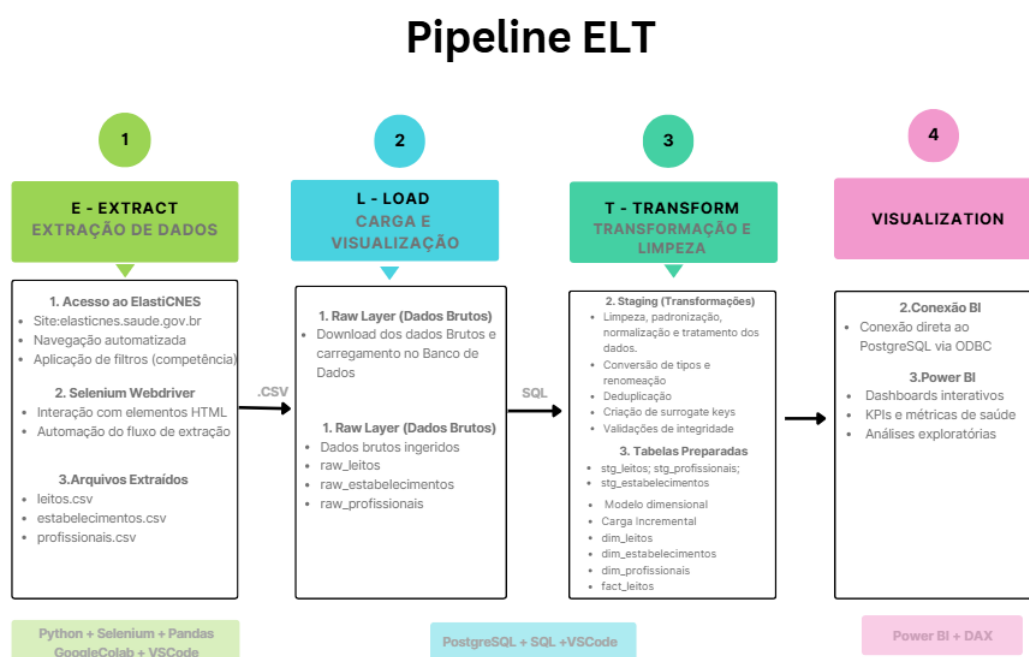 Pipeline ELT
1
E - EXTRACT
EXTRAÇÃO DE DADOS
1. Acesso ao ElastiCNES
• Site:elasticnes.saude.gov.br
• Navegação automatizada
• Aplicação de filtros (competência)
2. Selenium Webdriver
• Interação com elementos HTML
• Automação do fluxo de extração
3.Arquivos Extraídos
• leitos.csv
• estabelecimentos.csv
• profissionais.csv
Python + Selenium + Pandas
GoogleColab + VSCode
.CSV
2
L - LOAD
CARGA E
VISUALIZAÇÃO
1. Raw Layer (Dados Brutos)
• Download dos dados Brutos e
carregamento no Banco de
Dados
1. Raw Layer (Dados Brutos)
• Dados brutos ingeridos
• raw_leitos
• raw_estabelecimentos
• raw_profissionais
SQL
3
T - TRANSFORM
TRANSFORMAÇÃO E
LIMPEZA
2. Staging (Transformações)
• Limpeza, padronização,
normalização e tratamento dos
dados.
• Conversão de tipos e
renomeação
• Deduplicação
• Criação de surrogate keys
• Validações de integridade
3. Tabelas Preparadas
• stg_leitos; stg_profissionais;
• stg_estabelecimentos
• Modelo dimensional
• Carga Incremental
• dim_leitos
• dim_estabelecimentos
• dim_profissionais
• fact_leitos
PostgreSQL + SQL +VSCode
4
VISUALIZATION
2.Conexão BI
• Conexão direta ao
PostgreSQL via ODBC
3.Power BI
• Dashboards interativos
• KPIs e métricas de saúde
• Análises exploratórias
Power BI + DAX